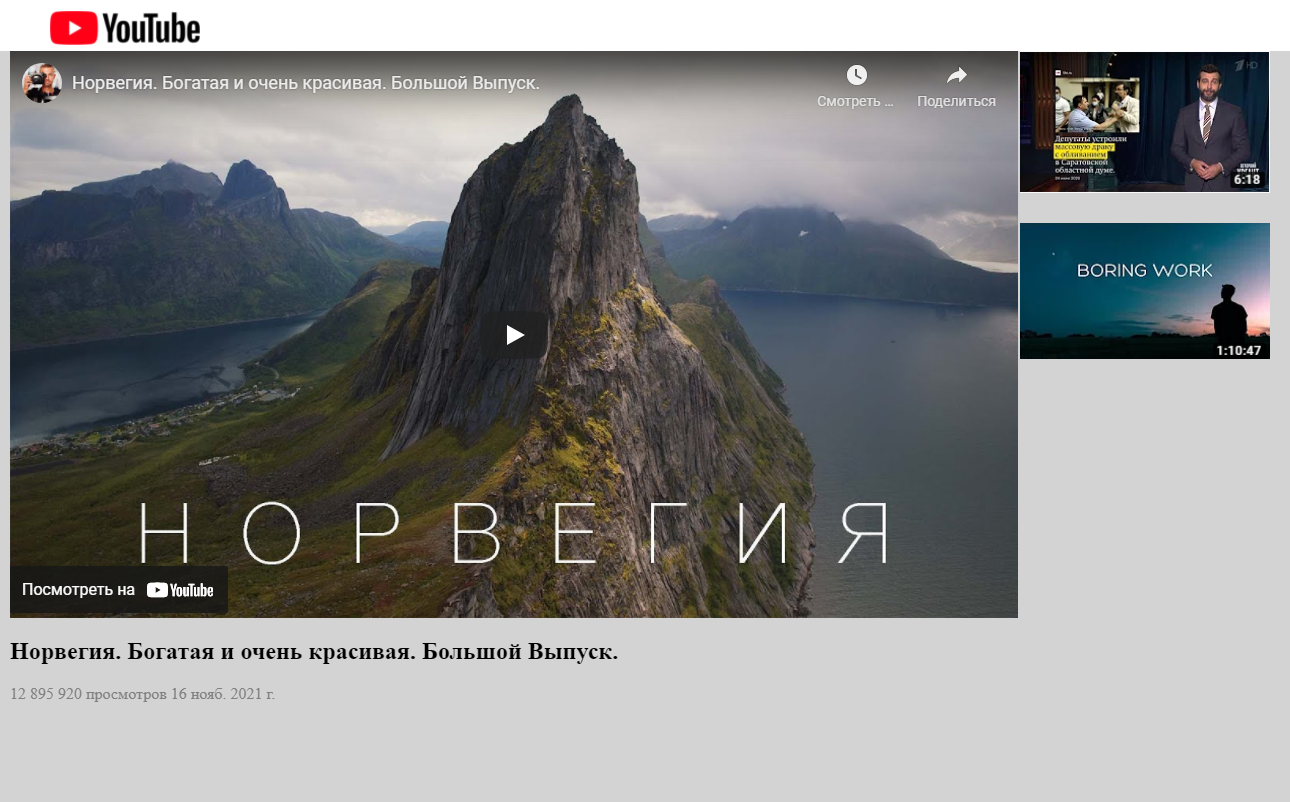 YouTube
Норвегия. Богатая и очень красивая. Большой Выпуск.
Смотреть ...
Поделиться
НОРВЕГИЯ
Посмотреть на YouTube
Норвегия. Богатая и очень красивая. Большой Выпуск.
12 895 920 просмотров 16 нояб. 2021 г.
HD
Депутаты устроили
массовую драку
с обливанием
в Саратовской
областной думе.
6:18
BORING WORK
1:10:47